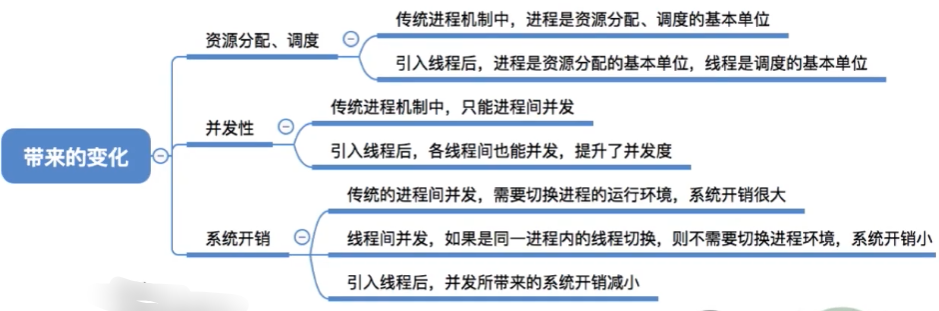 带来的变化
资源分配、调度
传统进程机制中，进程是资源分配、调度的基本单位
引入线程后，进程是资源分配的基本单位，线程是调度的基本单位
并发性
传统进程机制中，只能进程间并发
引入线程后，各线程间也能并发，提升了并发度
系统开销
传统的进程间并发，需要切换进程的运行环境，系统开销很大
线程间并发，如果是同一进程内的线程切换，则不需要切换进程环境，系统开销小
引入线程后，并发所带来的系统开销减小